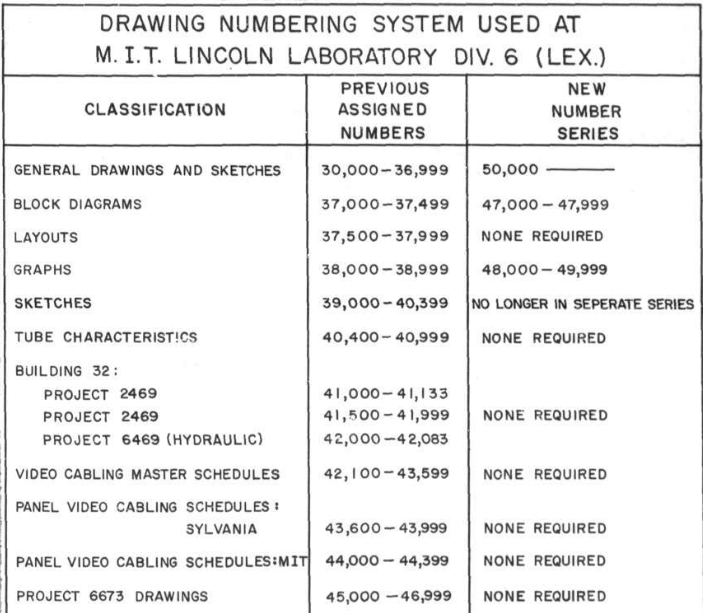 DRAWING NUMBERING SYSTEM USED AT
M.I.T. LINCOLN LABORATORY DIV. 6 (LEX.)
CLASSIFICATION PREVIOUS ASSIGNED NUMBERS NEW NUMBER SERIES
GENERAL DRAWINGS AND SKETCHES 30,000–36,999 50,000 ———
BLOCK DIAGRAMS 37,000–37,499 47,000–47,999
LAYOUTS 37,500–37,999 NONE REQUIRED
GRAPHS 38,000–38,999 48,000–49,999
SKETCHES 39,000–40,399 NO LONGER IN SEPERATE SERIES
TUBE CHARACTERISTICS 40,400–40,999 NONE REQUIRED
BUILDING 32:
PROJECT 2469 41,000–41,133
PROJECT 2469 41,500–41,999 NONE REQUIRED
PROJECT 6469 (HYDRAULIC) 42,000–42,083
VIDEO CABLING MASTER SCHEDULES 42,100–43,599 NONE REQUIRED
PANEL VIDEO CABLING SCHEDULES:
SYLVANIA 43,600–43,999 NONE REQUIRED
PANEL VIDEO CABLING SCHEDULES:MIT 44,000–44,399 NONE REQUIRED
PROJECT 6673 DRAWINGS 45,000–46,999 NONE REQUIRED